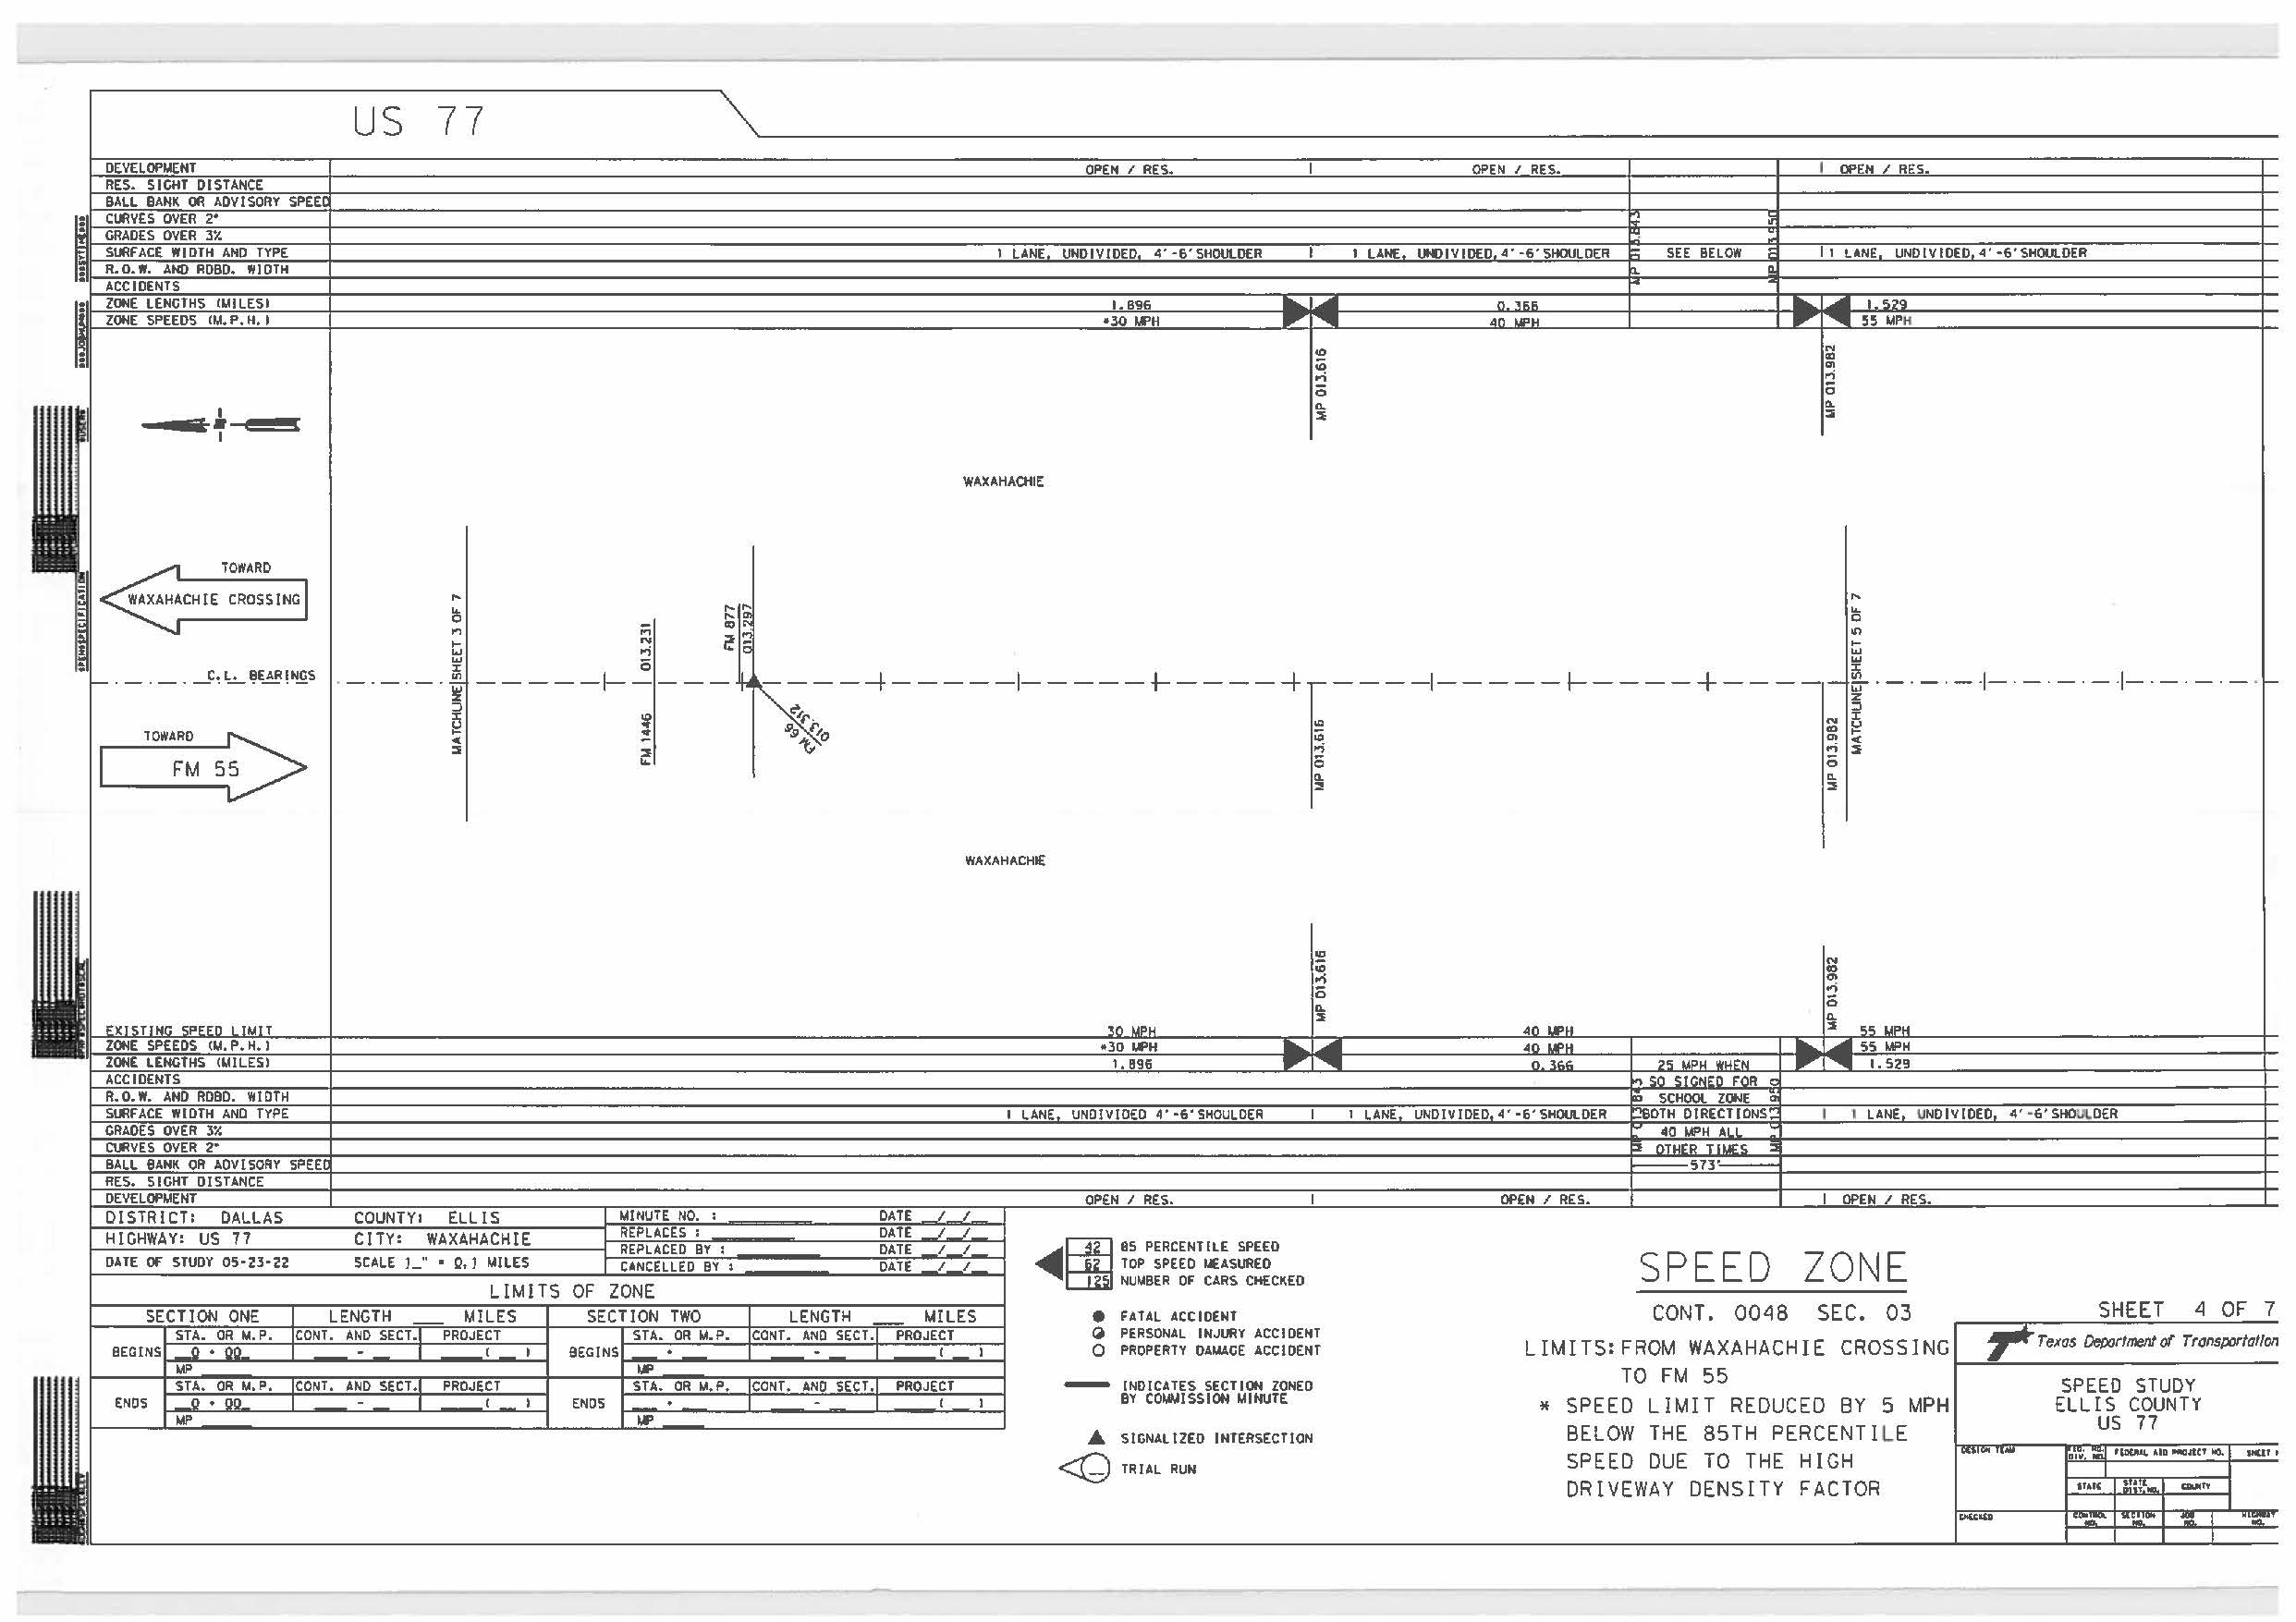 US 77
DEVELOPMENT OPEN / RES. OPEN / RES. OPEN / RES.
RES. SIGHT DISTANCE
BALL BANK OR ADVISORY SPEED
CURVES OVER 2°
GRADES OVER 3%
SURFACE WIDTH AND TYPE 1 LANE, UNDIVIDED, 4'-6'SHOULDER 1 LANE, UNDIVIDED,4'-6'SHOULDER SEE BELOW 1 LANE, UNDIVIDED,4'-6'SHOULDER
MP 013.843 MP 013.950
R.O.W. AND RDBD. WIDTH
ACCIDENTS
ZONE LENGTHS (MILES) 1.896 0.366 1.529
ZONE SPEEDS (M.P.H.) *30 MPH 40 MPH 55 MPH
MP 013.616 MP 013.982
WAXAHACHIE
TOWARD
WAXAHACHIE CROSSING
MATCHLINE SHEET 3 OF 7
FM 1446 013.231
FM 877
013.297
FM 66
013.312
MATCHLINE SHEET 5 OF 7
C.L. BEARINGS
TOWARD
FM 55
MP 013.616 MP 013.982
WAXAHACHIE
MP 013.616 MP 013.982
EXISTING SPEED LIMIT 30 MPH 40 MPH 55 MPH
ZONE SPEEDS (M.P.H.) *30 MPH 40 MPH 55 MPH
ZONE LENGTHS (MILES) 1.896 0.366 1.529
25 MPH WHEN
SO SIGNED FOR
SCHOOL ZONE
BOTH DIRECTIONS
40 MPH ALL
OTHER TIMES
573'
MP 013.843 MP 013.950
ACCIDENTS
R.O.W. AND RDBD. WIDTH
SURFACE WIDTH AND TYPE 1 LANE, UNDIVIDED 4'-6'SHOULDER 1 LANE, UNDIVIDED,4'-6'SHOULDER 1 LANE, UNDIVIDED, 4'-6'SHOULDER
GRADES OVER 3%
CURVES OVER 2°
BALL BANK OR ADVISORY SPEED
RES. SIGHT DISTANCE
DEVELOPMENT OPEN / RES. OPEN / RES. OPEN / RES.
DISTRICT: DALLAS COUNTY: ELLIS MINUTE NO. : DATE _/_/_
HIGHWAY: US 77 CITY: WAXAHACHIE REPLACES : DATE _/_/_
REPLACED BY : DATE _/_/_
DATE OF STUDY 05-23-22 SCALE 1_" = 0.1 MILES CANCELLED BY : DATE _/_/_
LIMITS OF ZONE
SECTION ONE LENGTH __ MILES SECTION TWO LENGTH __ MILES
STA. OR M.P. CONT. AND SECT. PROJECT STA. OR M.P. CONT. AND SECT. PROJECT
BEGINS 0 + 00 - ( _ ) BEGINS + - ( _ )
MP MP
STA. OR M.P. CONT. AND SECT. PROJECT STA. OR M.P. CONT. AND SECT. PROJECT
ENDS 0 + 00 - ( _ ) ENDS + - ( _ )
MP MP
42 85 PERCENTILE SPEED
62 TOP SPEED MEASURED
125 NUMBER OF CARS CHECKED
FATAL ACCIDENT
PERSONAL INJURY ACCIDENT
PROPERTY DAMAGE ACCIDENT
INDICATES SECTION ZONED
BY COMMISSION MINUTE
SIGNALIZED INTERSECTION
TRIAL RUN
SPEED ZONE
CONT. 0048 SEC. 03
LIMITS: FROM WAXAHACHIE CROSSING
TO FM 55
* SPEED LIMIT REDUCED BY 5 MPH
BELOW THE 85TH PERCENTILE
SPEED DUE TO THE HIGH
DRIVEWAY DENSITY FACTOR
SHEET 4 OF 7
Texas Department of Transportation
SPEED STUDY
ELLIS COUNTY
US 77
DESIGN TEAM FED. RD. DIV. NO. FEDERAL AID PROJECT NO. SHEET
STATE STATE DIST. NO. COUNTY
CHECKED CONTROL NO. SECTION NO. JOB NO. HIGHWAY NO.